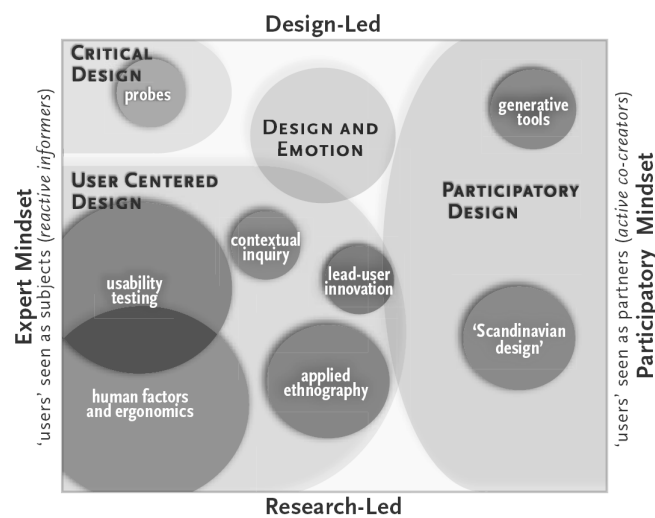 Design-Led
CRITICAL
DESIGN
probes
DESIGN AND
EMOTION
generative
tools
USER CENTERED
DESIGN
PARTICIPATORY
DESIGN
contextual
inquiry
usability
testing
lead-user
innovation
'Scandinavian
design'
applied
ethnography
human factors
and ergonomics
Expert Mindset
'users' seen as subjects (reactive informers)
'users' seen as partners (active co-creators)
Participatory Mindset
Research-Led